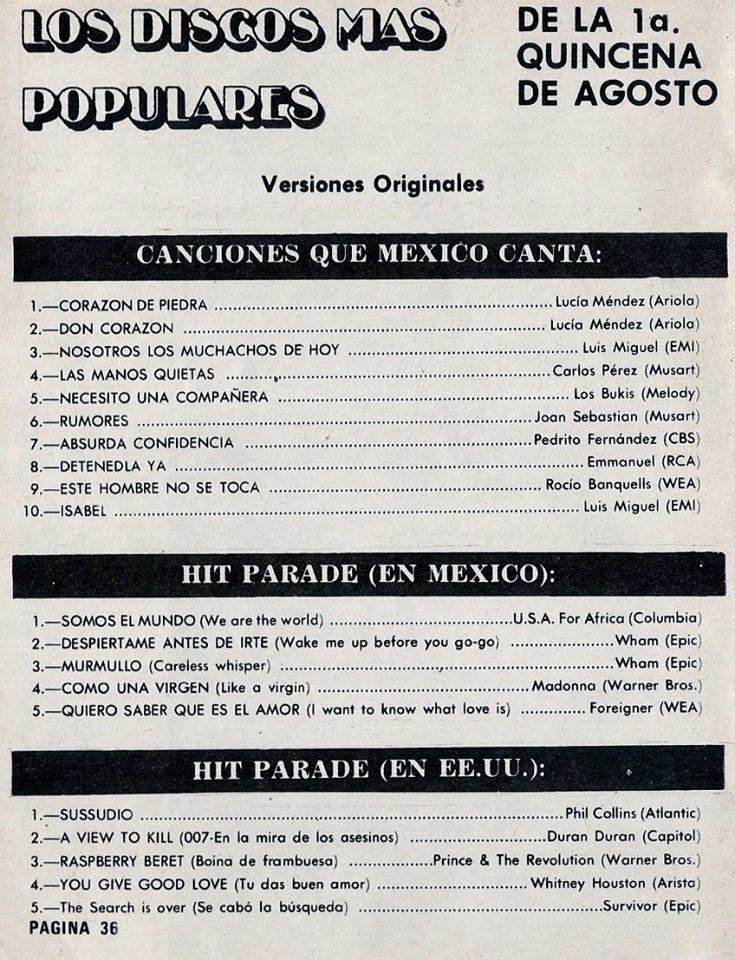 LOS DISCOS MAS
POPULARES
DE LA 1a.
QUINCENA
DE AGOSTO
Versiones Originales
CANCIONES QUE MEXICO CANTA:
1.—CORAZON DE PIEDRA ........ Lucía Méndez (Ariola)
2.—DON CORAZON ........ Lucía Méndez (Ariola)
3.—NOSOTROS LOS MUCHACHOS DE HOY ........ Luis Miguel (EMI)
4.—LAS MANOS QUIETAS ........ Carlos Pérez (Musart)
5.—NECESITO UNA COMPAÑERA ........ Los Bukis (Melody)
6.—RUMORES ........ Joan Sebastian (Musart)
7.—ABSURDA CONFIDENCIA ........ Pedrito Fernández (CBS)
8.—DETENEDLA YA ........ Emmanuel (RCA)
9.—ESTE HOMBRE NO SE TOCA ........ Rocío Banquells (WEA)
10.—ISABEL ........ Luis Miguel (EMI)
HIT PARADE (EN MEXICO):
1.—SOMOS EL MUNDO (We are the world) ........ U.S.A. For Africa (Columbia)
2.—DESPIERTAME ANTES DE IRTE (Wake me up before you go-go) ........ Wham (Epic)
3.—MURMULLO (Careless whisper) ........ Wham (Epic)
4.—COMO UNA VIRGEN (Like a virgin) ........ Madonna (Warner Bros.)
5.—QUIERO SABER QUE ES EL AMOR (I want to know what love is) ........ Foreigner (WEA)
HIT PARADE (EN EE.UU.):
1.—SUSSUDIO ........ Phil Collins (Atlantic)
2.—A VIEW TO KILL (007-En la mira de los asesinos) ........ Duran Duran (Capitol)
3.—RASPBERRY BERET (Boina de frambuesa) ........ Prince & The Revolution (Warner Bros.)
4.—YOU GIVE GOOD LOVE (Tu das buen amor) ........ Whitney Houston (Arista)
5.—The Search is over (Se cabó la búsqueda) ........ Survivor (Epic)
PAGINA 36